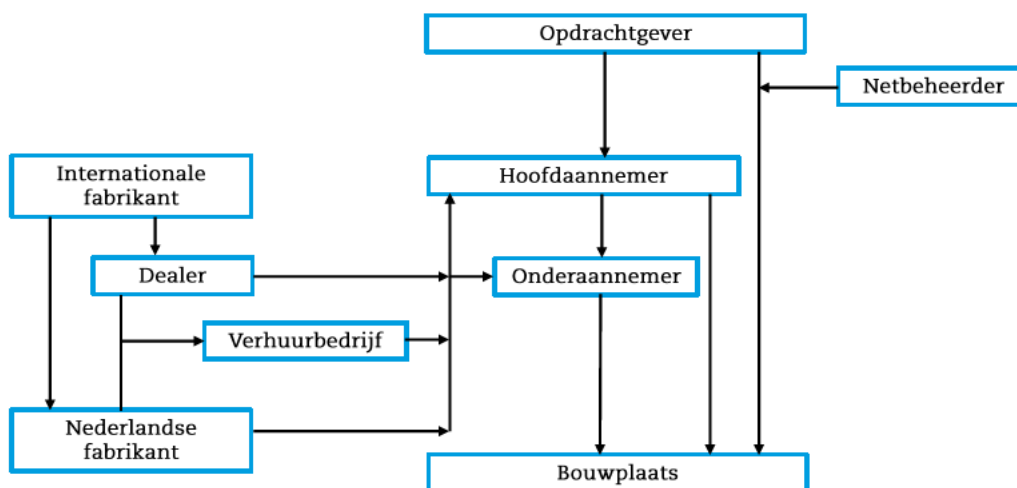 Opdrachtgever
Netbeheerder
Internationale
fabrikant
Hoofdaannemer
Dealer
Onderaannemer
Verhuurbedrijf
Nederlandse
fabrikant
Bouwplaats